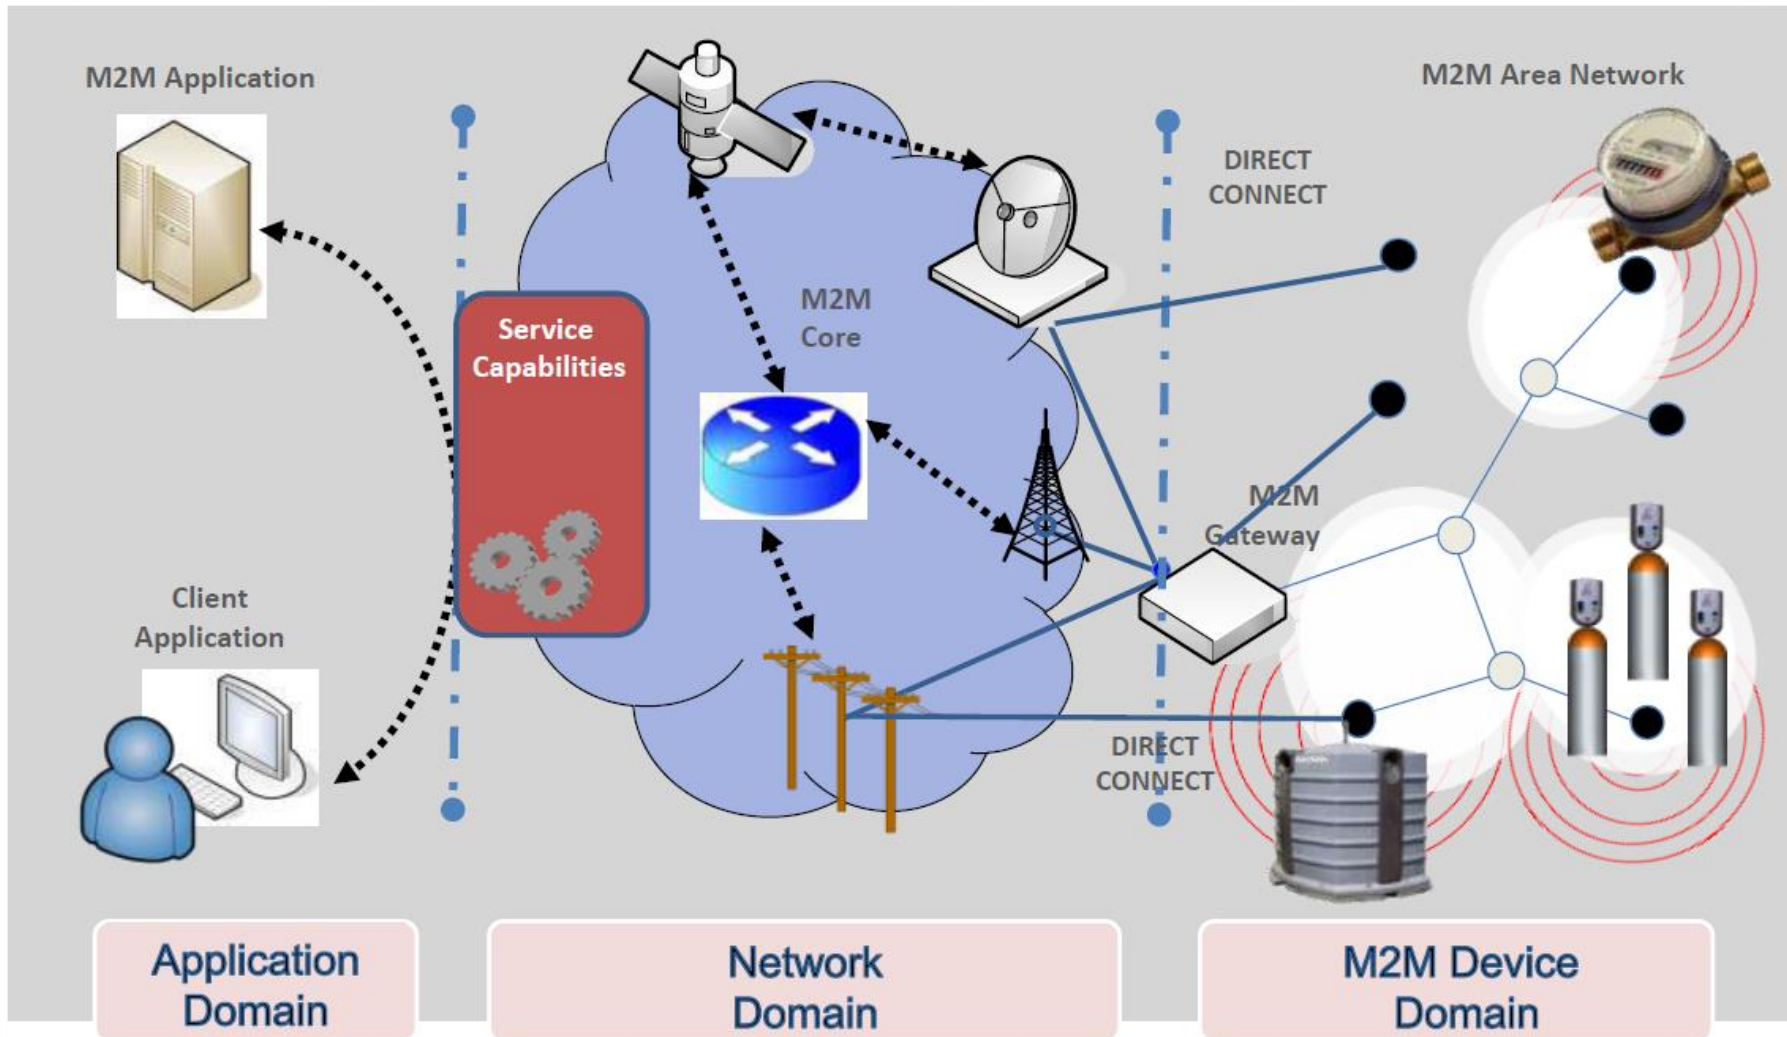 M2M Application
M2M Area Network
DIRECT
CONNECT
M2M
Core
Service
Capabilities
M2M
Gateway
Client
Application
DIRECT
CONNECT
Application
Domain
Network
Domain
M2M Device
Domain